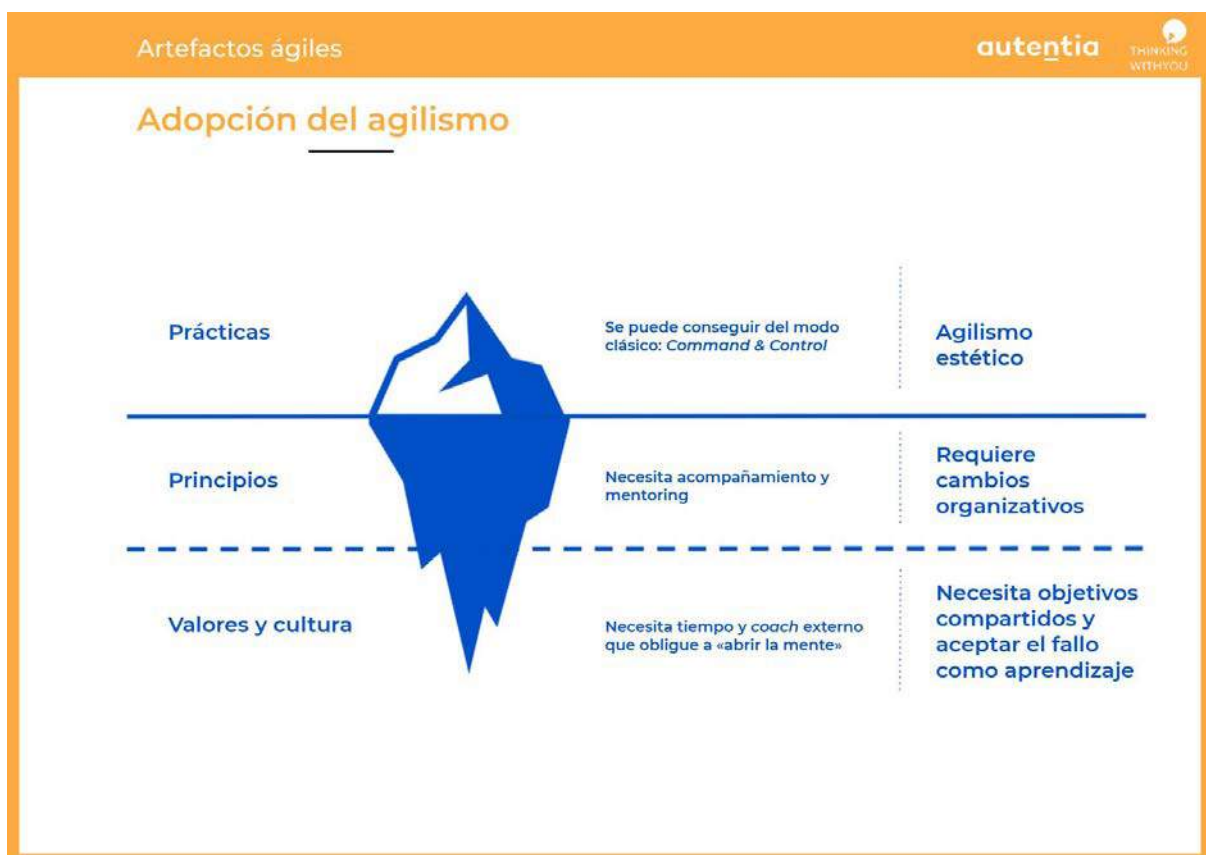 Artefactos ágiles
autentia
THINKING
WITHYOU
Adopción del agilismo
Prácticas
Se puede conseguir del modo
clásico: Command & Control
Agilismo
estético
Principios
Necesita acompañamiento y
mentoring
Requiere
cambios
organizativos
Valores y cultura
Necesita tiempo y coach externo
que obligue a «abrir la mente»
Necesita objetivos
compartidos y
aceptar el fallo
como aprendizaje